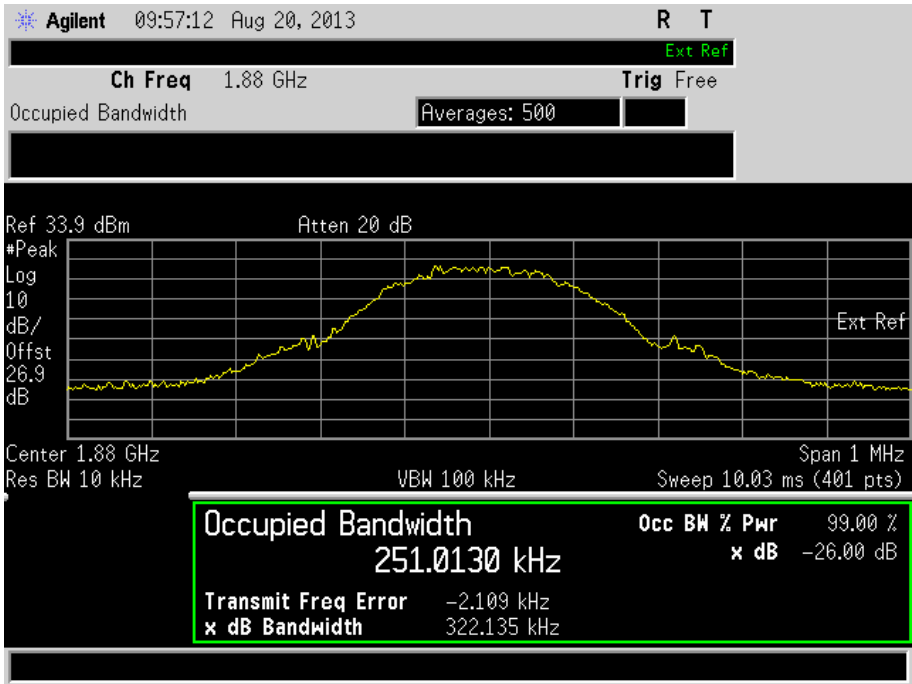 Agilent 09:57:12 Aug 20, 2013 R T
Ext Ref
Ch Freq 1.88 GHz Trig Free
Occupied Bandwidth Averages: 500
Ref 33.9 dBm Atten 20 dB
#Peak
Log
10
dB/ Ext Ref
Offst
26.9
dB
Center 1.88 GHz Span 1 MHz
Res BW 10 kHz VBW 100 kHz Sweep 10.03 ms (401 pts)
Occupied Bandwidth Occ BW % Pwr 99.00 %
251.0130 kHz x dB -26.00 dB
Transmit Freq Error -2.109 kHz
x dB Bandwidth 322.135 kHz